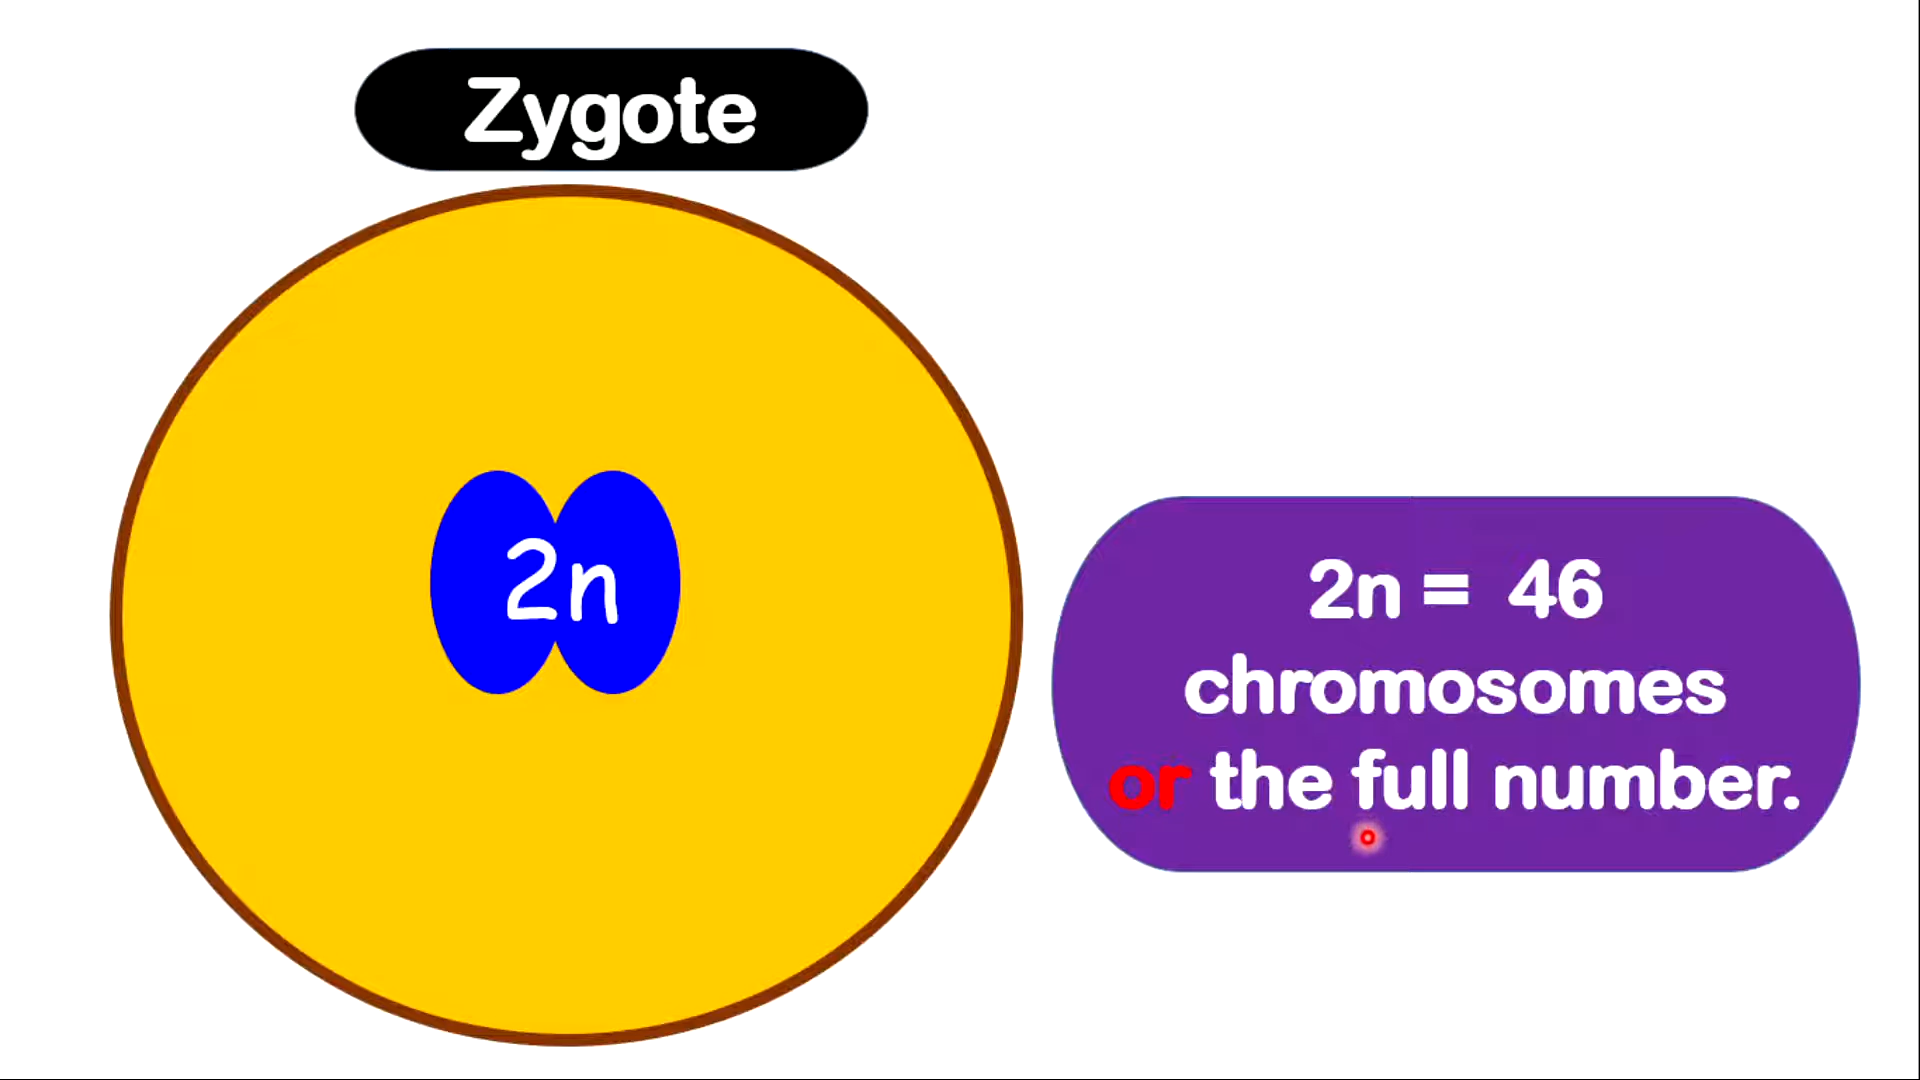 Zygote
2n
2n = 46
chromosomes
or the full number.